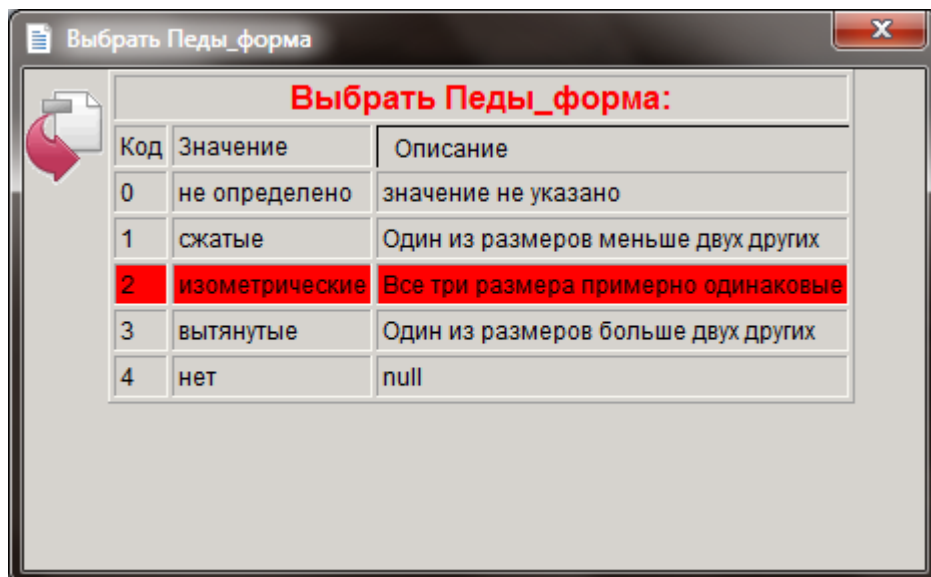 Выбрать Педы_форма
Выбрать Педы_форма:
Код Значение Описание
0 не определено значение не указано
1 сжатые Один из размеров меньше двух других
2 изометрические Все три размера примерно одинаковые
3 вытянутые Один из размеров больше двух других
4 нет null